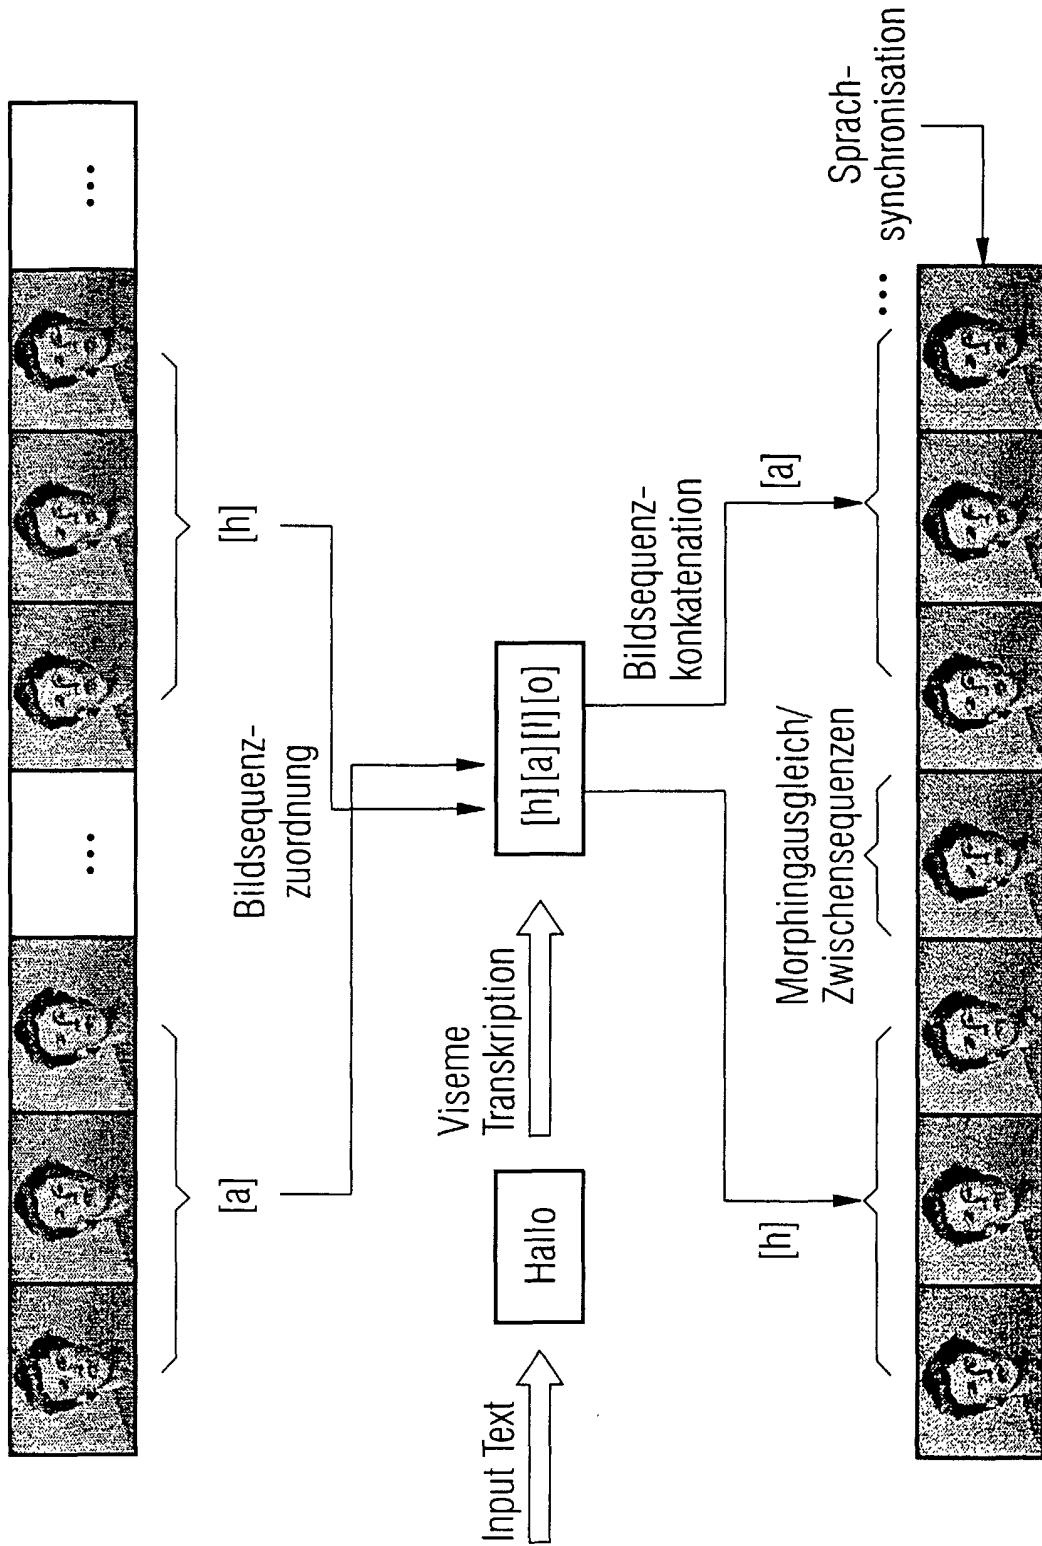 ...
...
[a]
[h]
Bildsequenz-
zuordnung
Input Text
Hallo
Viseme
Transkription
[h][a][l][o]
Bildsequenz-
konkatenation
[h]
Morphingausgleich/
Zwischensequenzen
[a]
...
Sprach-
synchronisation